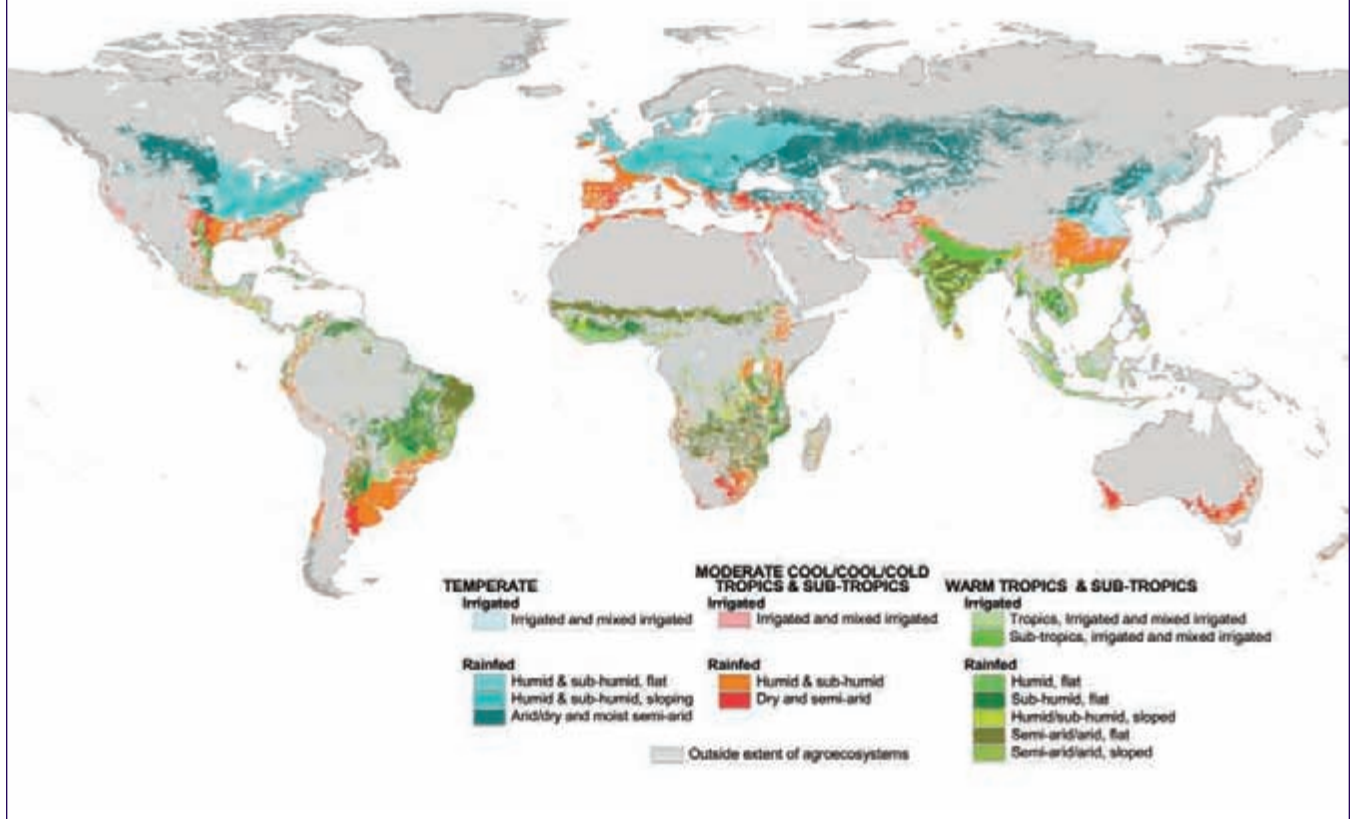 TEMPERATE
Irrigated
Irrigated and mixed irrigated
Rainfed
Humid & sub-humid, flat
Humid & sub-humid, sloping
Arid/dry and moist semi-arid
MODERATE COOL/COOL/COLD
TROPICS & SUB-TROPICS
Irrigated
Irrigated and mixed irrigated
Rainfed
Humid & sub-humid
Dry and semi-arid
WARM TROPICS & SUB-TROPICS
Irrigated
Tropics, Irrigated and mixed irrigated
Sub-tropics, irrigated and mixed irrigated
Rainfed
Humid, flat
Sub-humid, flat
Humid/sub-humid, sloped
Semi-arid/arid, flat
Semi-arid/arid, sloped
Outside extent of agroecosystems